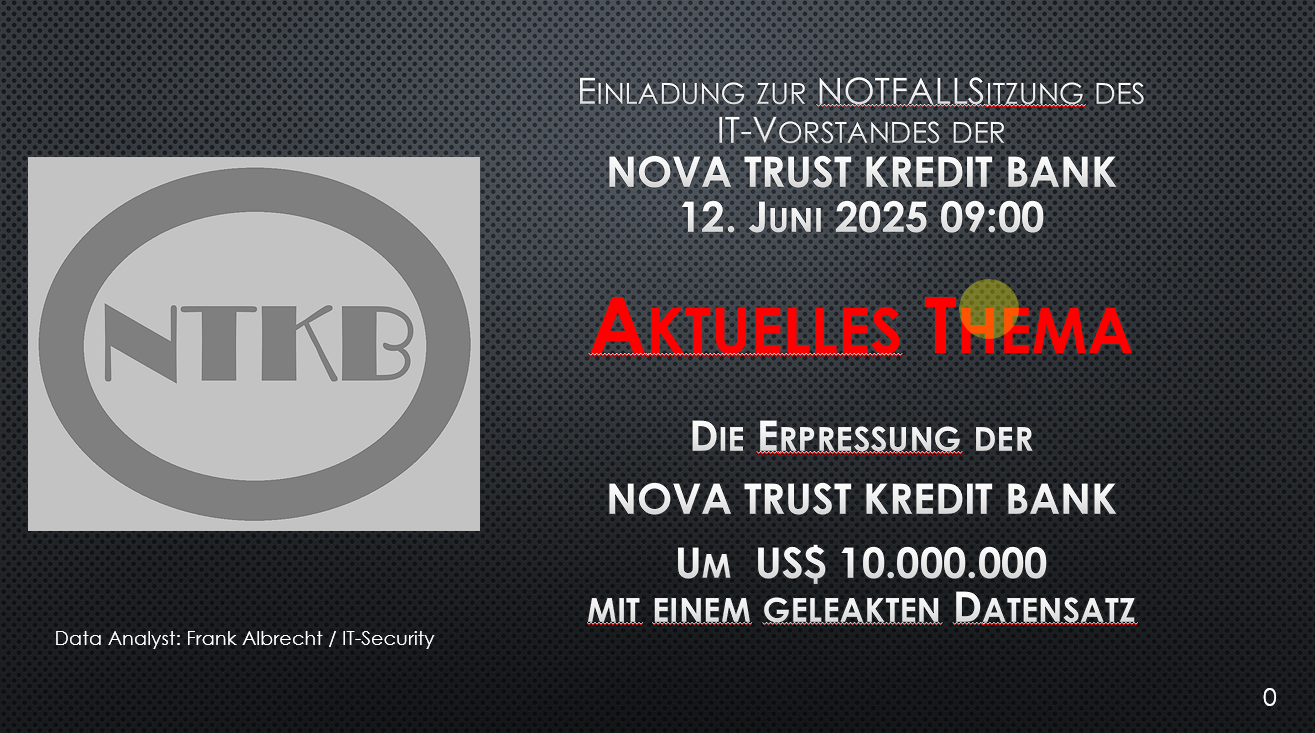 Einladung zur NOTFALLSitzung des
IT-Vorstandes der
NOVA TRUST KREDIT BANK
12. Juni 2025 09:00
NTKB
Aktuelles Thema
Die Erpressung der
NOVA TRUST KREDIT BANK
Um US$ 10.000.000
mit einem geleakten Datensatz
Data Analyst: Frank Albrecht / IT-Security
0